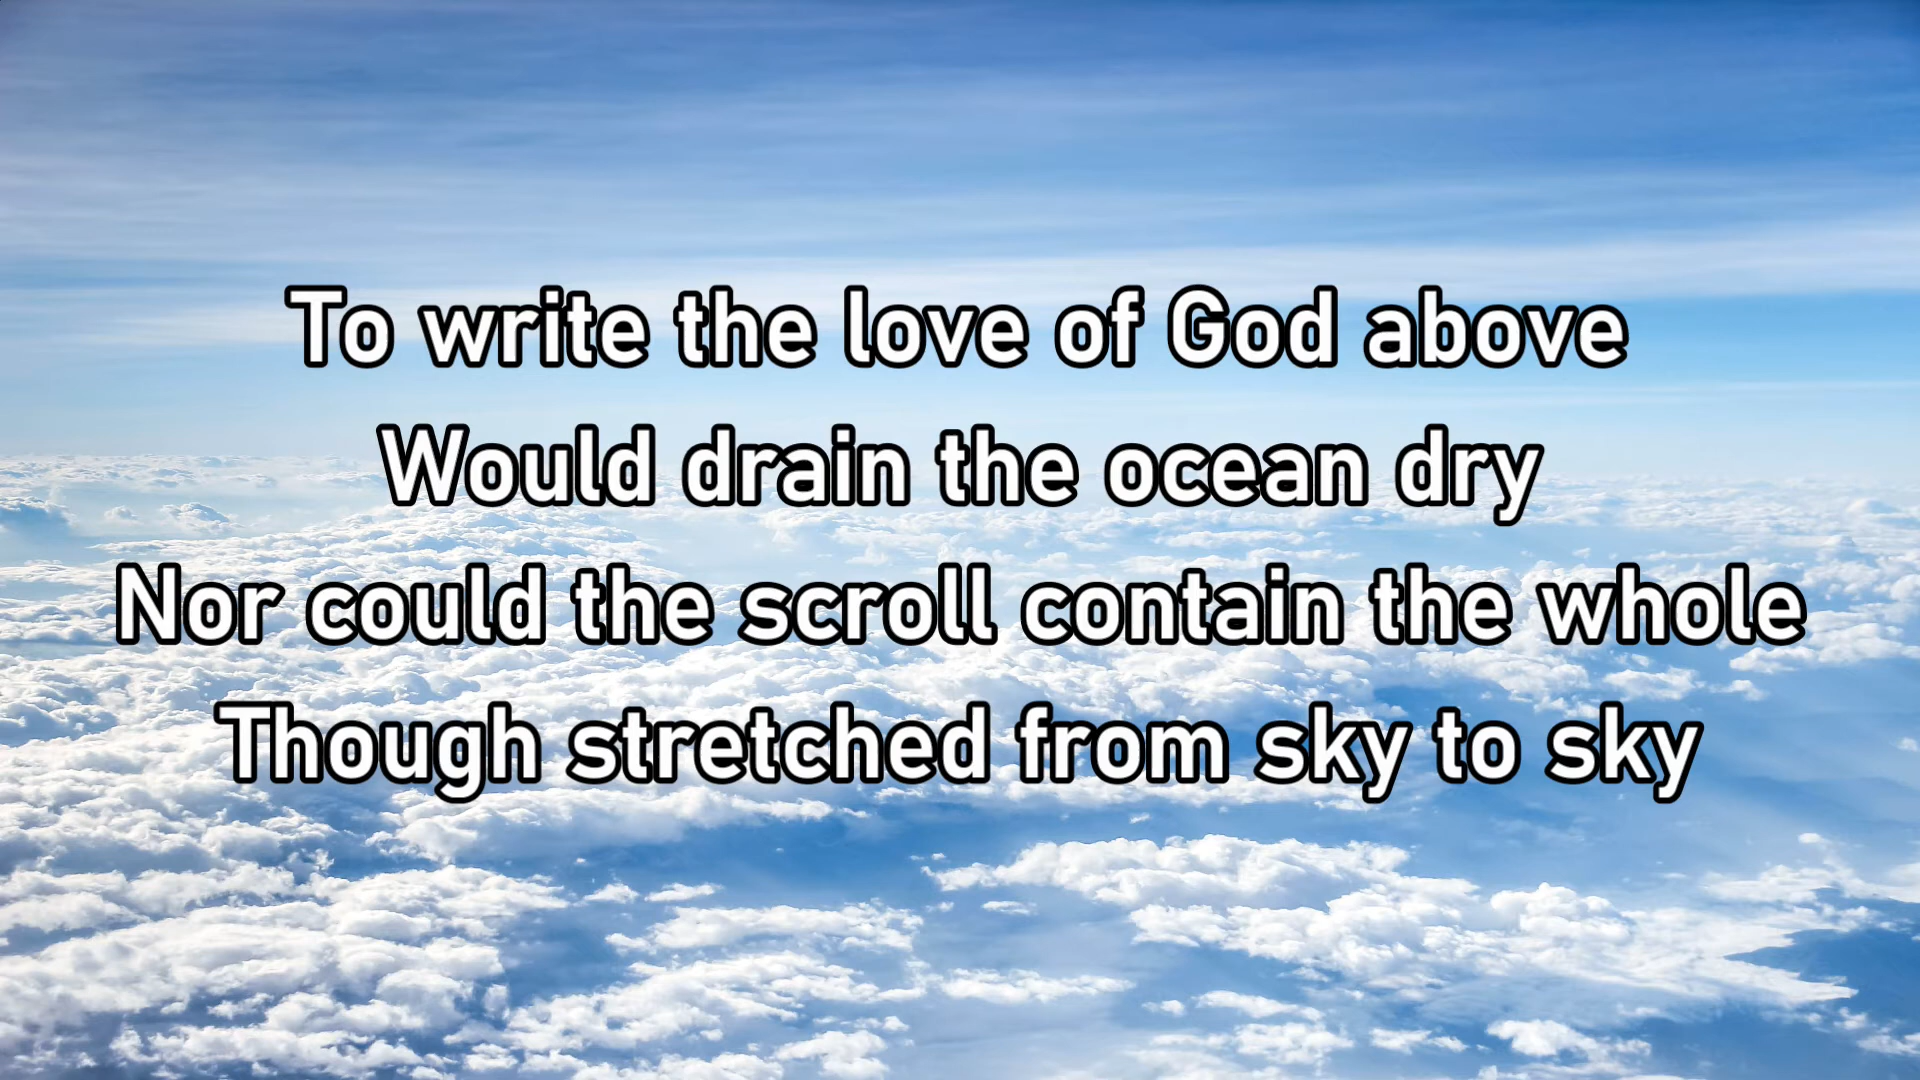 To write the love of God above
Would drain the ocean dry
Nor could the scroll contain the whole
Though stretched from sky to sky